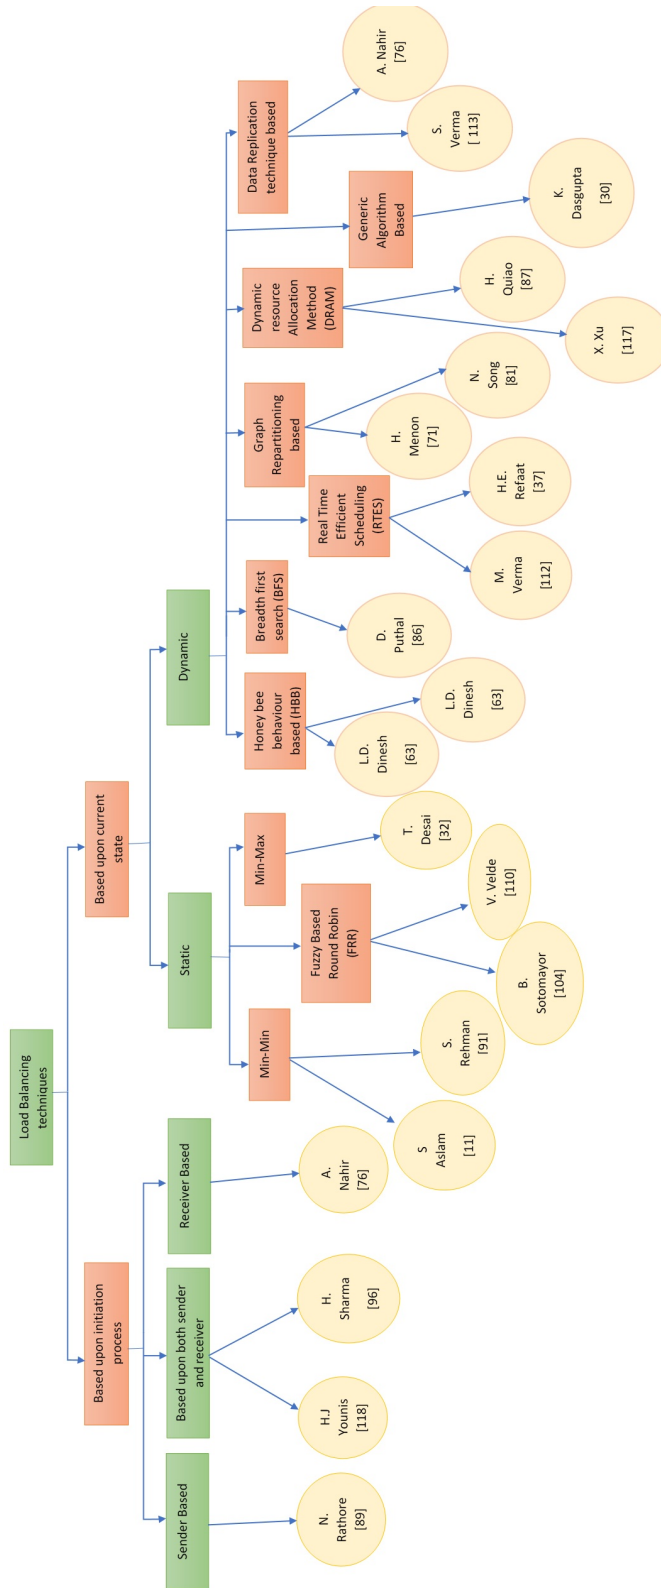 Load Balancing
techniques
Based upon initiation
process
Based upon current
state
Sender Based
Based upon both sender
and receiver
Receiver Based
Static
Dynamic
Min-Min
Fuzzy Based
Round Robin
(FRR)
Min-Max
Honey bee
behaviour
based (HBB)
Breadth first
search (BFS)
Real Time
Efficient
Scheduling
(RTES)
Graph
Repartitioning
based
Dynamic
resource
Allocation
Method
(DRAM)
Generic
Algorithm
Based
Data Replication
technique based
N.
Rathore
[89]
H.J
Younis
[118]
H.
Sharma
[96]
A.
Nahir
[76]
S
Aslam
[11]
S.
Rehman
[91]
B.
Sotomayor
[104]
V. Velde
[110]
T.
Desai
[32]
L.D.
Dinesh
[63]
L.D.
Dinesh
[63]
D.
Puthal
[86]
M.
Verma
[112]
H.E.
Refaat
[37]
H.
Menon
[71]
N.
Song
[81]
X. Xu
[117]
H.
Quiao
[87]
K.
Dasgupta
[30]
S.
Verma
[ 113]
A. Nahir
[76]